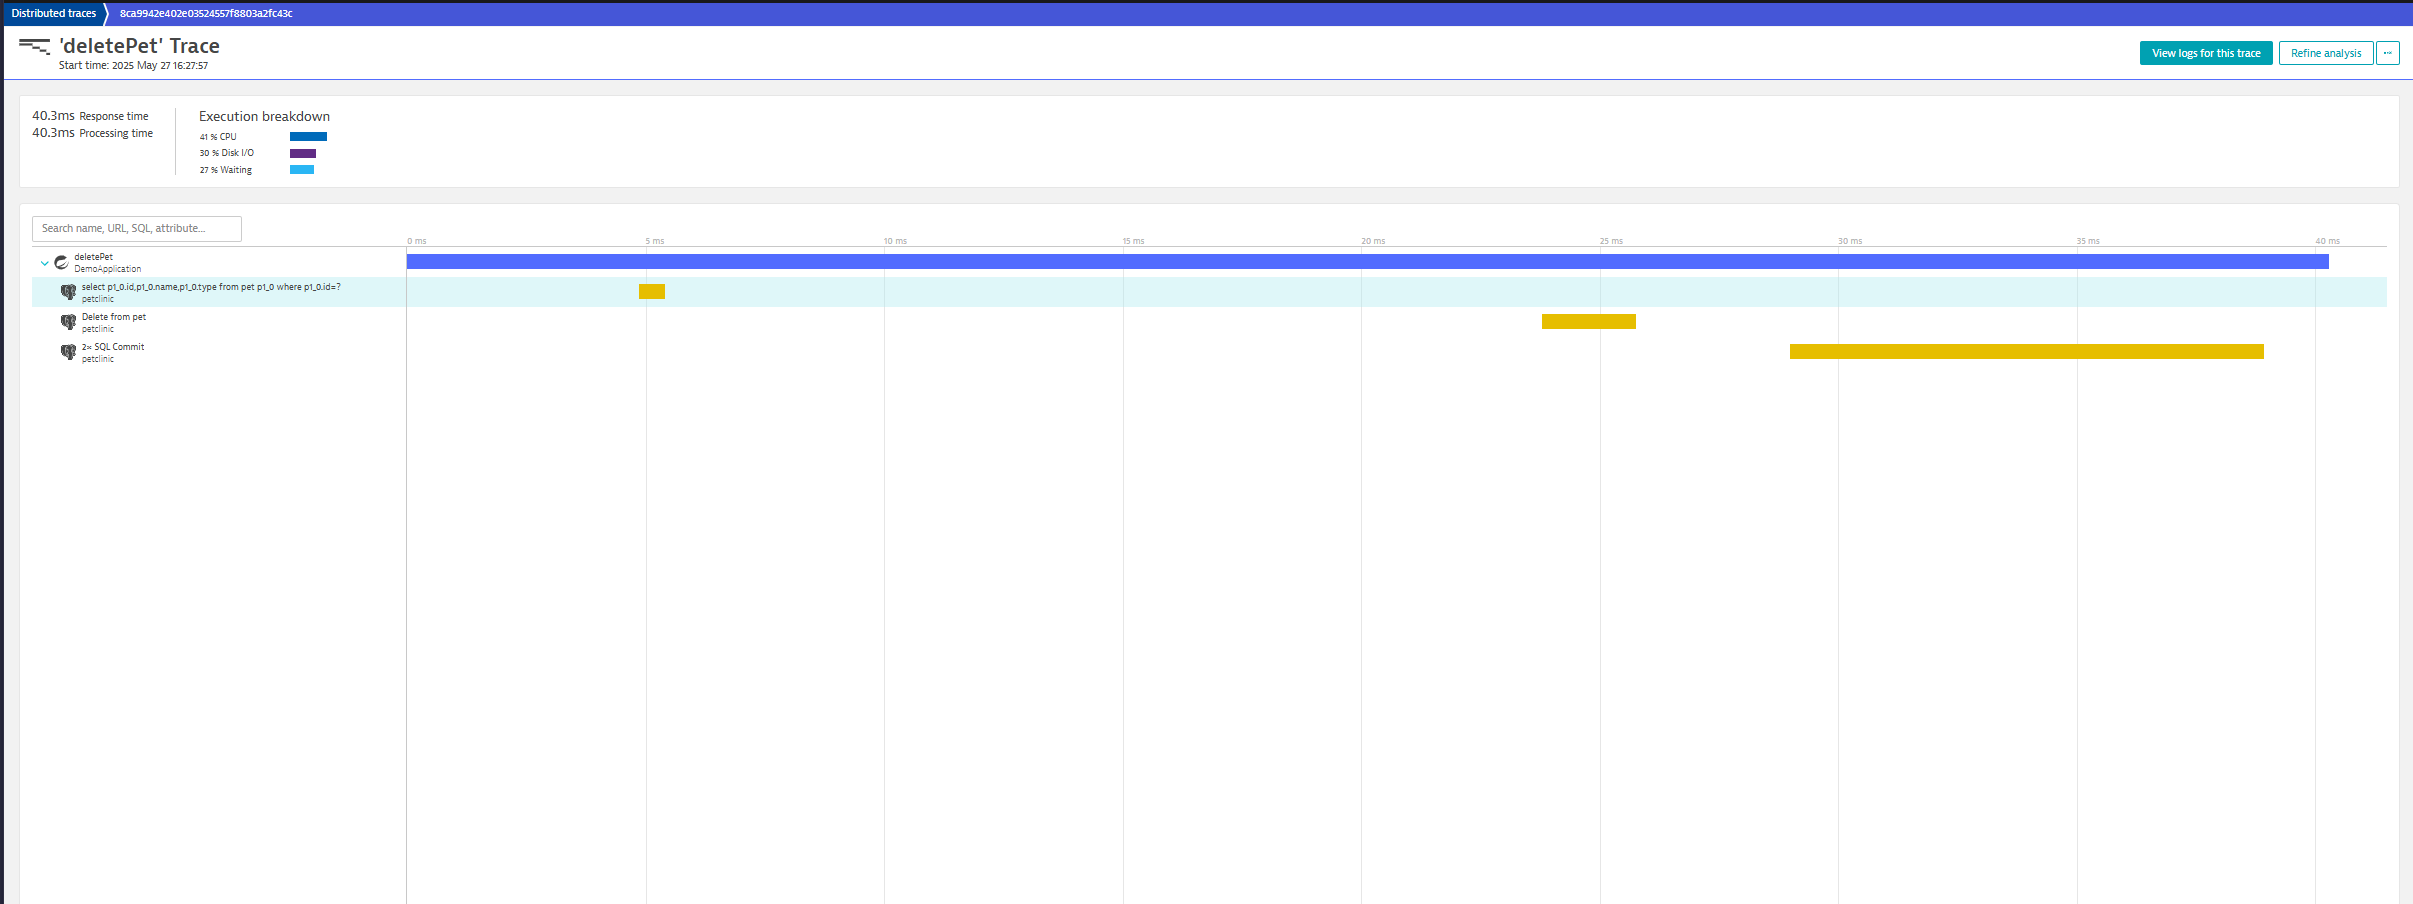 Distributed traces 8ca9942e402e03524557f8803a2fc43c
'deletePet' Trace
Start time: 2025 May 27 16:27:57
View logs for this trace Refine analysis ...
40.3ms Response time
40.3ms Processing time
Execution breakdown
41 % CPU
30 % Disk I/O
27 % Waiting
Search name, URL, SQL, attribute...
0 ms 5 ms 10 ms 15 ms 20 ms 25 ms 30 ms 35 ms 40 ms
deletePet
DemoApplication
select p1_0.id,p1_0.name,p1_0.type from pet p1_0 where p1_0.id=?
petclinic
Delete from pet
petclinic
2× SQL Commit
petclinic